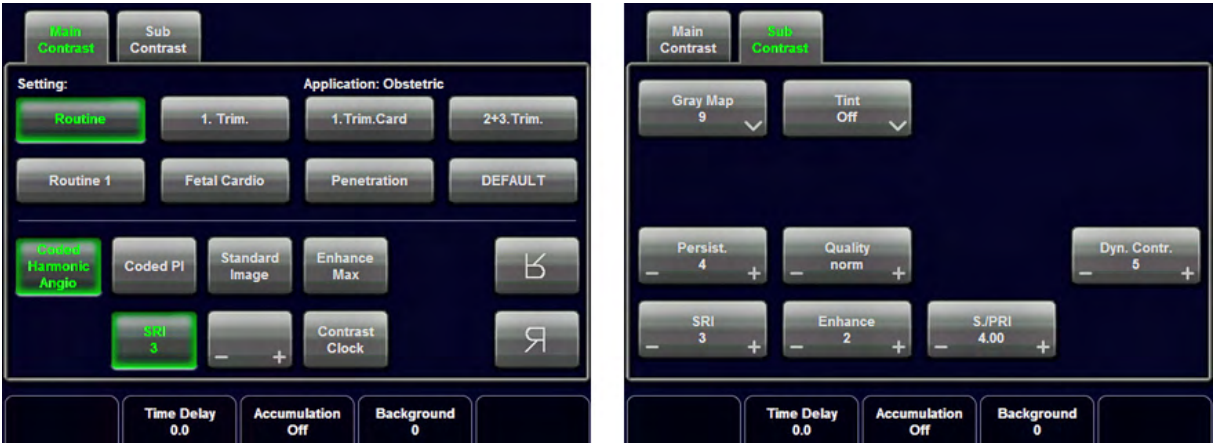 Main
Contrast
Sub
Contrast
Setting:
Application: Obstetric
Routine
1. Trim.
1.Trim.Card
2+3.Trim.
Routine 1
Fetal Cardio
Penetration
DEFAULT
Coded
Harmonic
Angio
Coded PI
Standard
Image
Enhance
Max
R
SRI
3
− +
Contrast
Clock
Я
Time Delay
0.0
Accumulation
Off
Background
0
Main
Contrast
Sub
Contrast
Gray Map
9
Tint
Off
Persist.
− 4 +
Quality
− norm +
Dyn. Contr.
− 5 +
SRI
− 3 +
Enhance
− 2 +
S./PRI
− 4.00 +
Time Delay
0.0
Accumulation
Off
Background
0